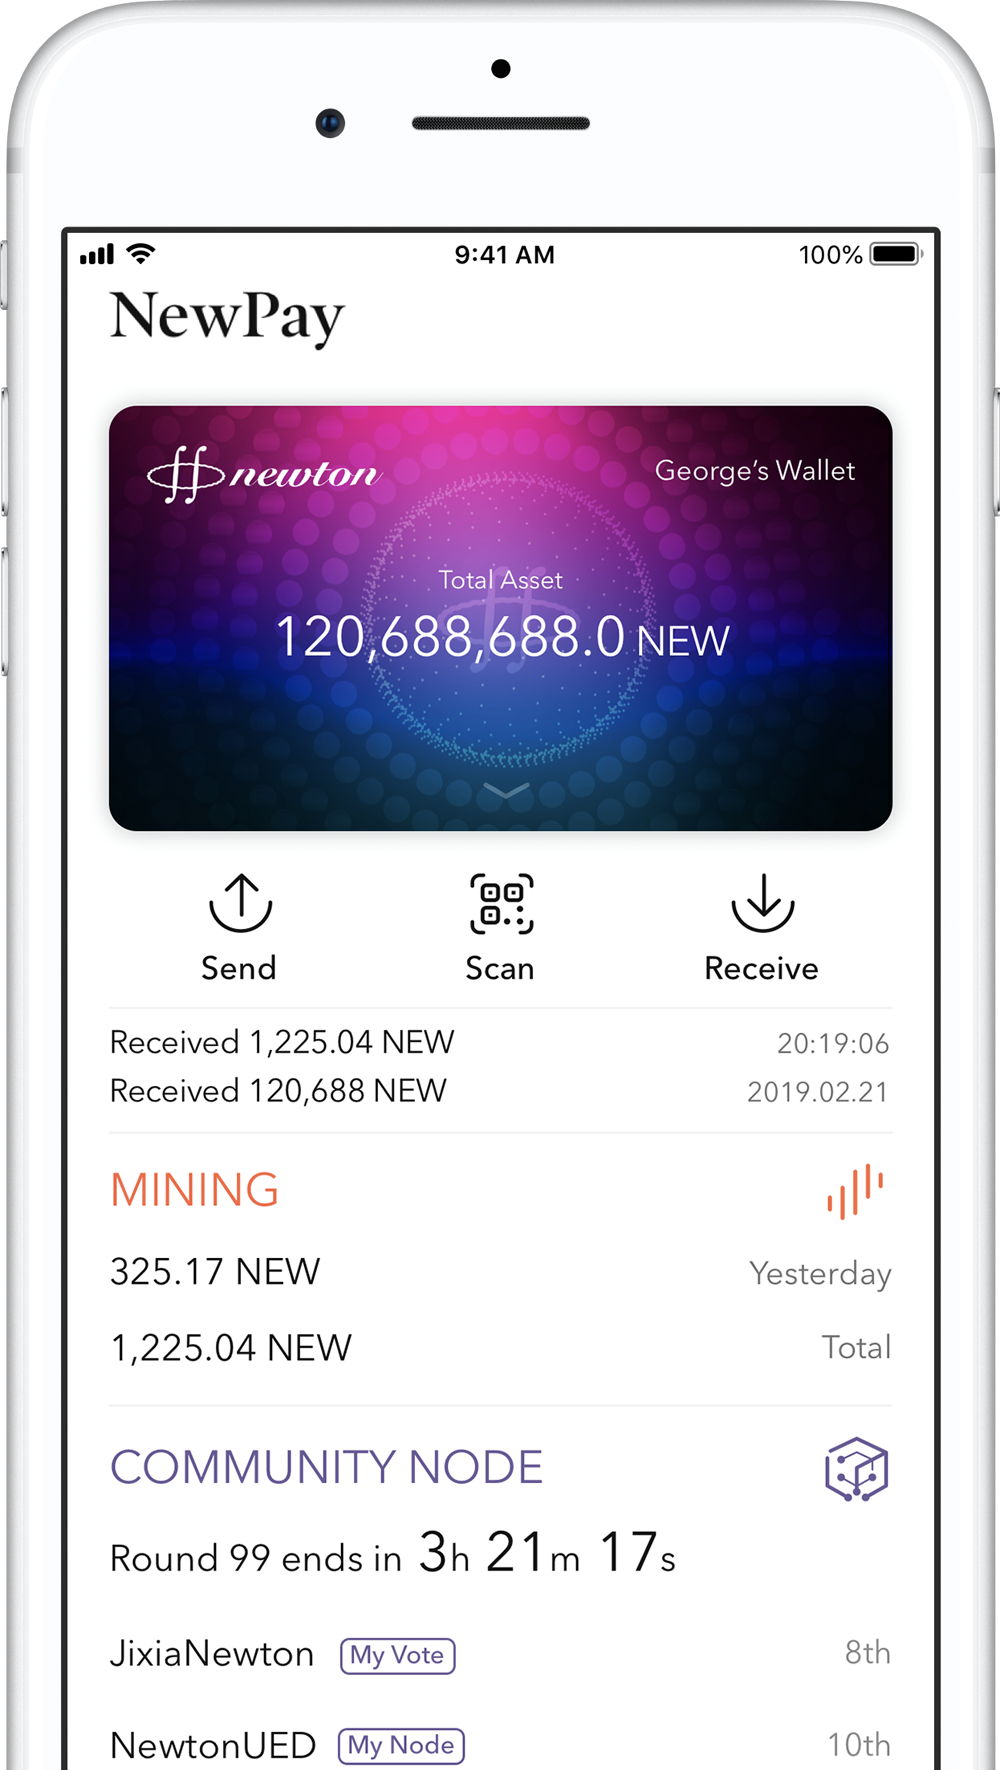 9:41 AM 100%
NewPay
newton George's Wallet
Total Asset
120,688,688.0 NEW
Send Scan Receive
Received 1,225.04 NEW 20:19:06
Received 120,688 NEW 2019.02.21
MINING
325.17 NEW Yesterday
1,225.04 NEW Total
COMMUNITY NODE
Round 99 ends in 3h 21m 17s
JixiaNewton My Vote 8th
NewtonUED My Node 10th